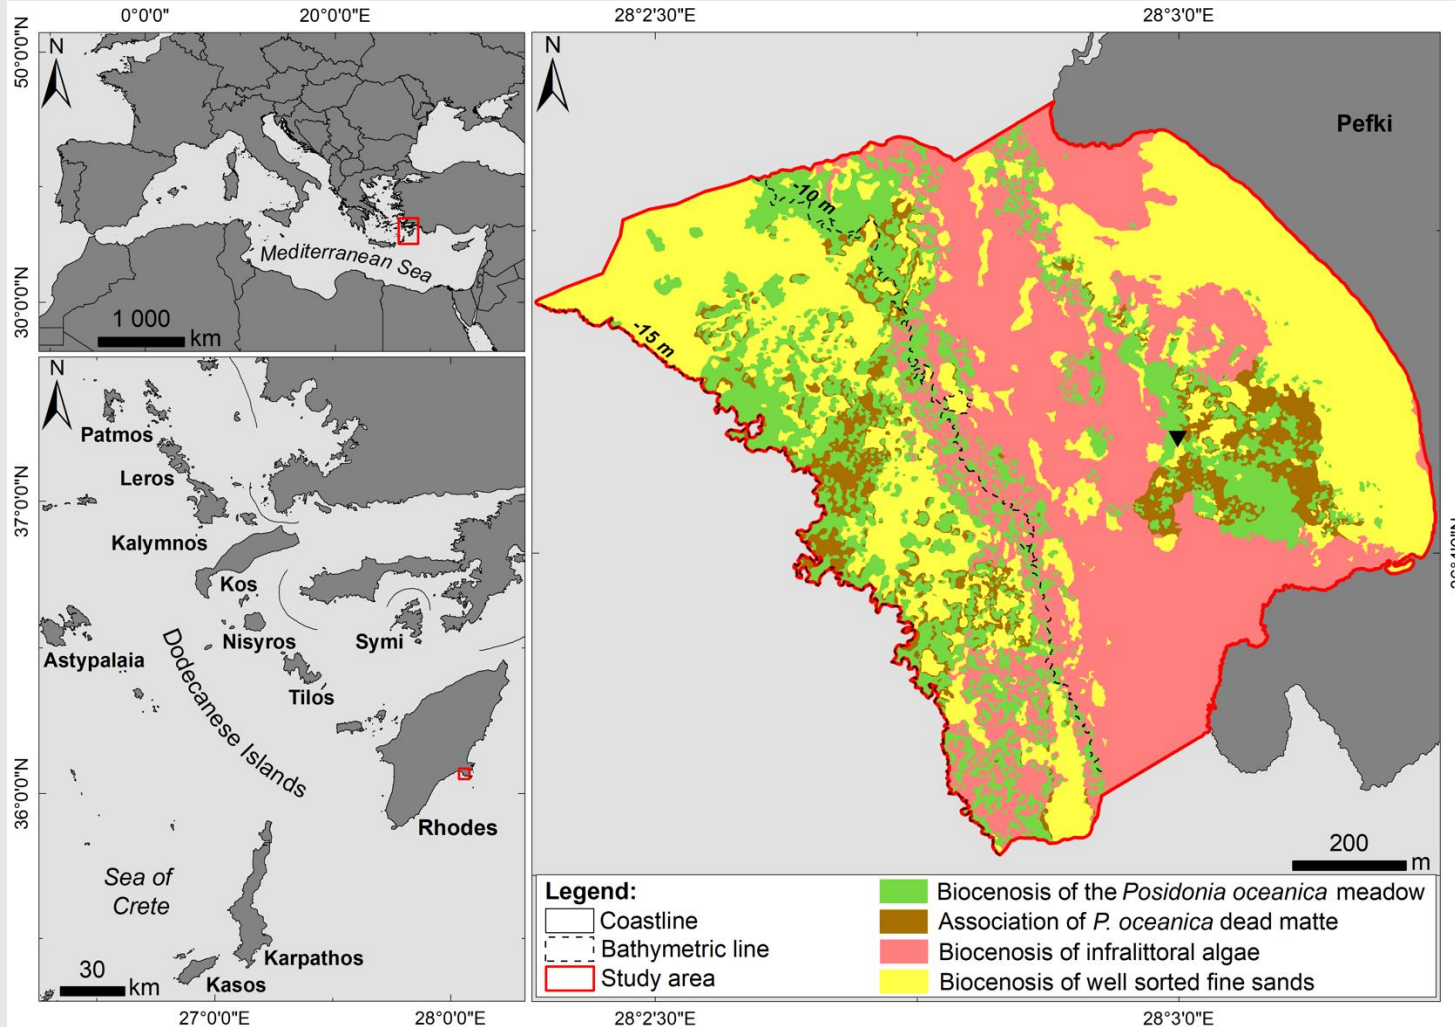 0°0'0"
20°0'0"E
28°2'30"E
28°3'0"E
50°0'0"N
30°0'0"N
N
Mediterranean Sea
1 000
km
37°0'0"N
36°0'0"N
N
Patmos
Leros
Kalymnos
Kos
Nisyros
Symi
Astypalaia
Tilos
Dodecanese Islands
Rhodes
Sea of
Crete
Karpathos
Kasos
30
km
27°0'0"E
28°0'0"E
N
Pefki
-10 m
-15 m
200
m
Legend:
Coastline
Bathymetric line
Study area
Biocenosis of the Posidonia oceanica meadow
Association of P. oceanica dead matte
Biocenosis of infralittoral algae
Biocenosis of well sorted fine sands
28°2'30"E
28°3'0"E